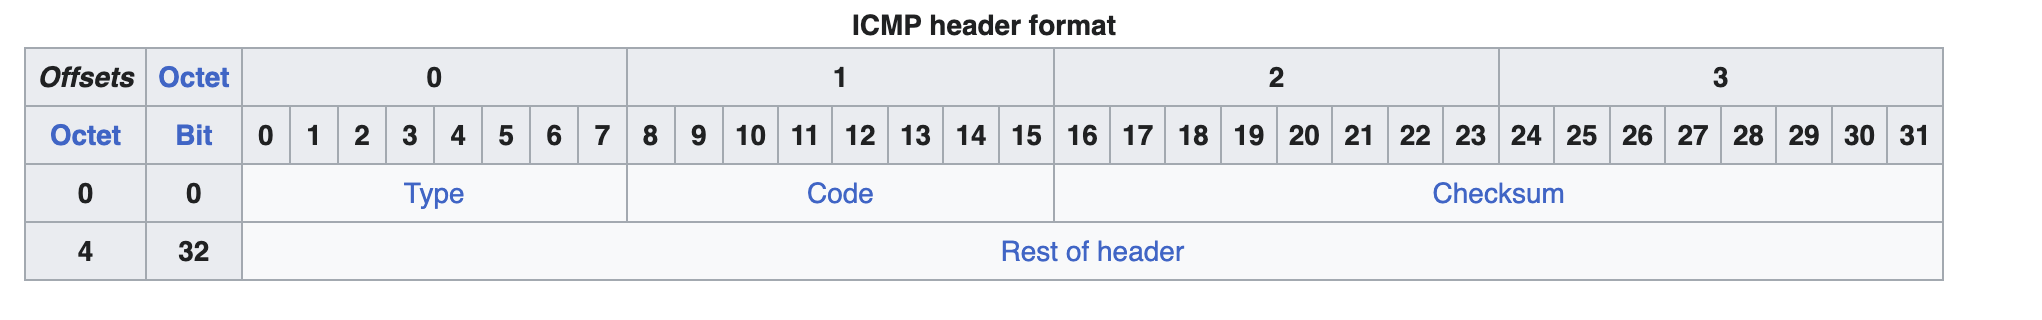 ICMP header format
Offsets Octet 0 1 2 3
Octet Bit 0 1 2 3 4 5 6 7 8 9 10 11 12 13 14 15 16 17 18 19 20 21 22 23 24 25 26 27 28 29 30 31
0 0 Type Code Checksum
4 32 Rest of header